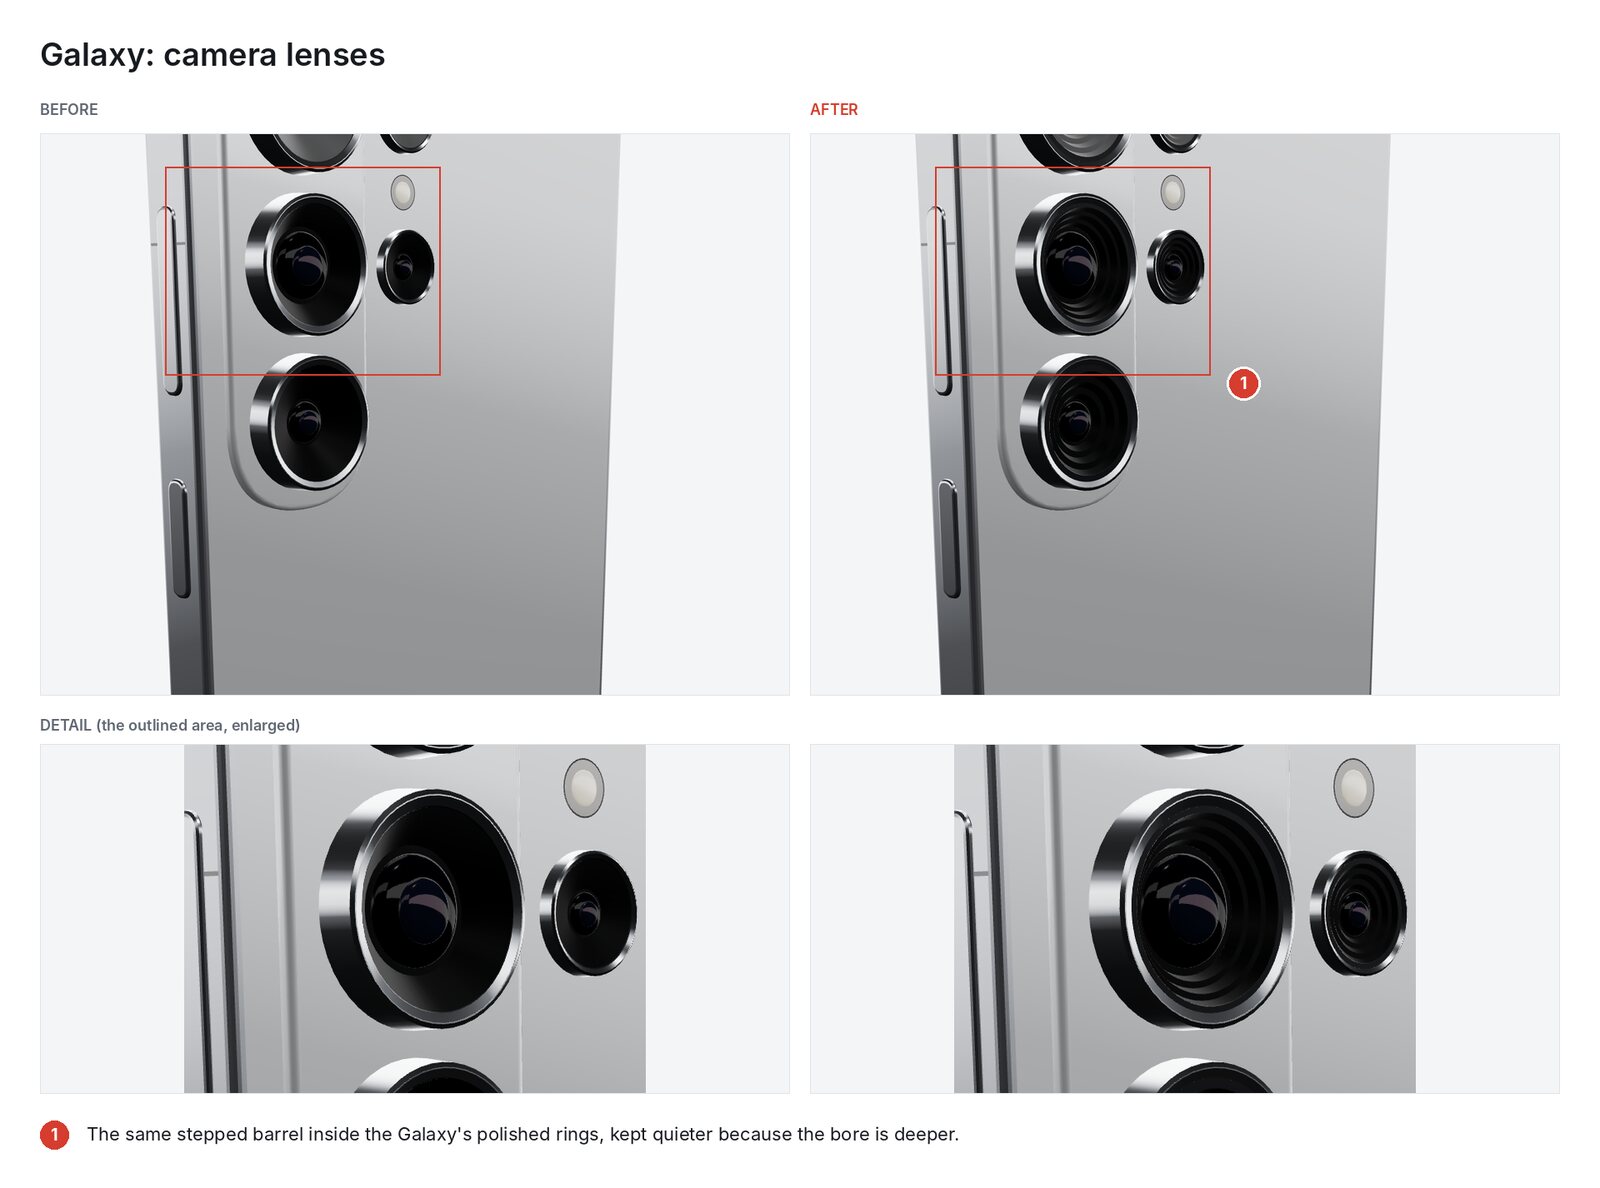 Galaxy: camera lenses
BEFORE
AFTER
1
DETAIL (the outlined area, enlarged)
1 The same stepped barrel inside the Galaxy's polished rings, kept quieter because the bore is deeper.